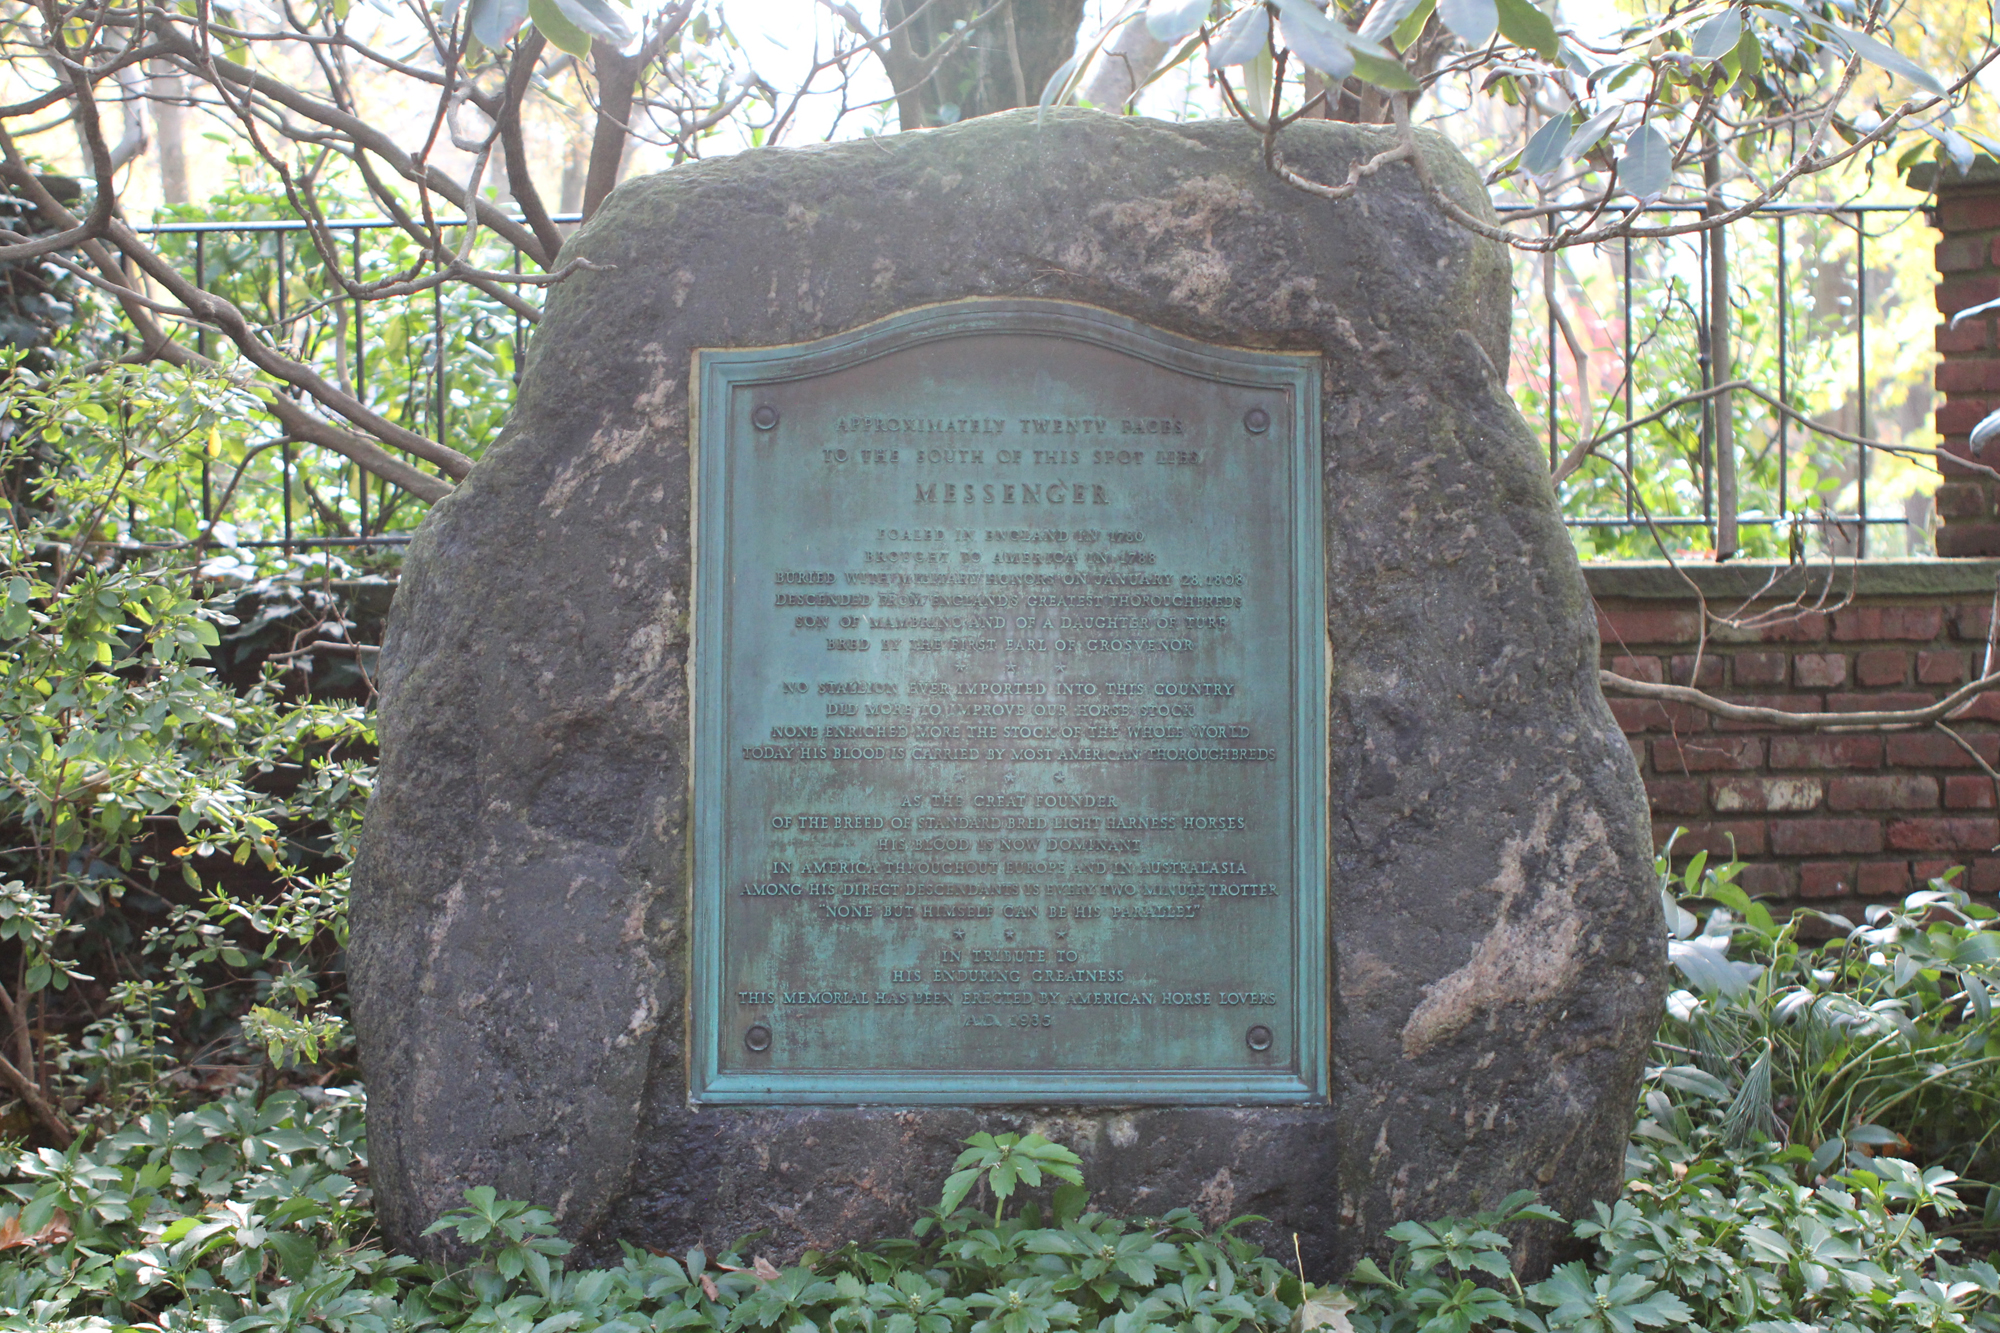 APPROXIMATELY TWENTY PACES
TO THE SOUTH OF THIS SPOT LIES
MESSENGER
FOALED IN ENGLAND IN 1780
BROUGHT TO AMERICA IN 1788
BURIED WITH MILITARY HONORS ON JANUARY 28, 1808
DESCENDED FROM ENGLAND'S GREATEST THOROUGHBREDS
SON OF MAMBRINO AND OF A DAUGHTER OF TURF
BRED BY THE FIRST EARL OF GROSVENOR
* * *
NO STALLION EVER IMPORTED INTO THIS COUNTRY
DID MORE TO IMPROVE OUR HORSE STOCK
NONE ENRICHED MORE THE STOCK OF THE WHOLE WORLD
TODAY HIS BLOOD IS CARRIED BY MOST AMERICAN THOROUGHBREDS
* * *
AS THE GREAT FOUNDER
OF THE BREED OF STANDARD BRED LIGHT HARNESS HORSES
HIS BLOOD IS NOW DOMINANT
IN AMERICA THROUGHOUT EUROPE AND IN AUSTRALASIA
AMONG HIS DIRECT DESCENDANTS IS EVERY TWO MINUTE TROTTER
"NONE BUT HIMSELF CAN BE HIS PARALLEL"
* * *
IN TRIBUTE TO
HIS ENDURING GREATNESS
THIS MEMORIAL HAS BEEN ERECTED BY AMERICAN HORSE LOVERS
A.D. 1935